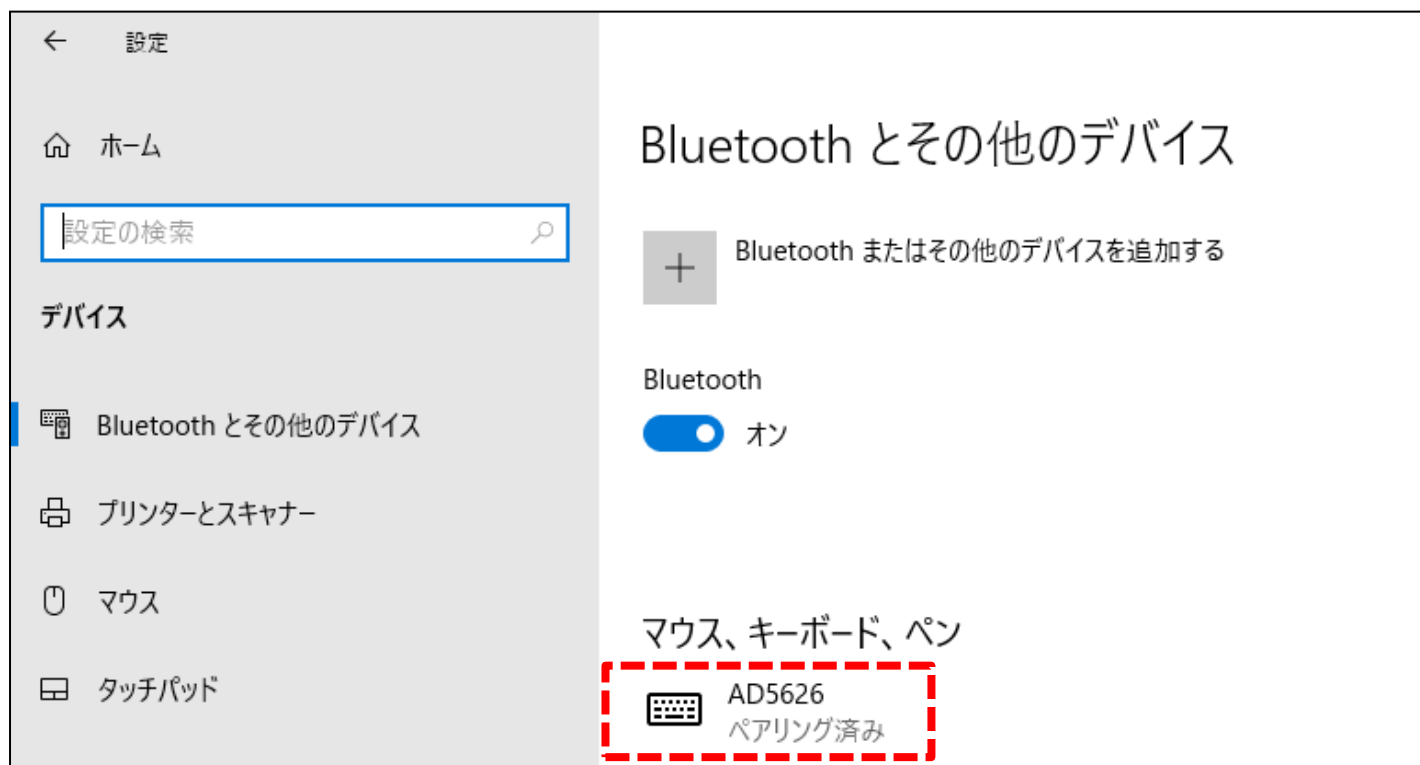 設定
ホーム
設定の検索
デバイス
Bluetooth とその他のデバイス
プリンターとスキャナー
マウス
タッチパッド
Bluetooth とその他のデバイス
Bluetooth またはその他のデバイスを追加する
Bluetooth
オン
マウス、キーボード、ペン
AD5626
ペアリング済み